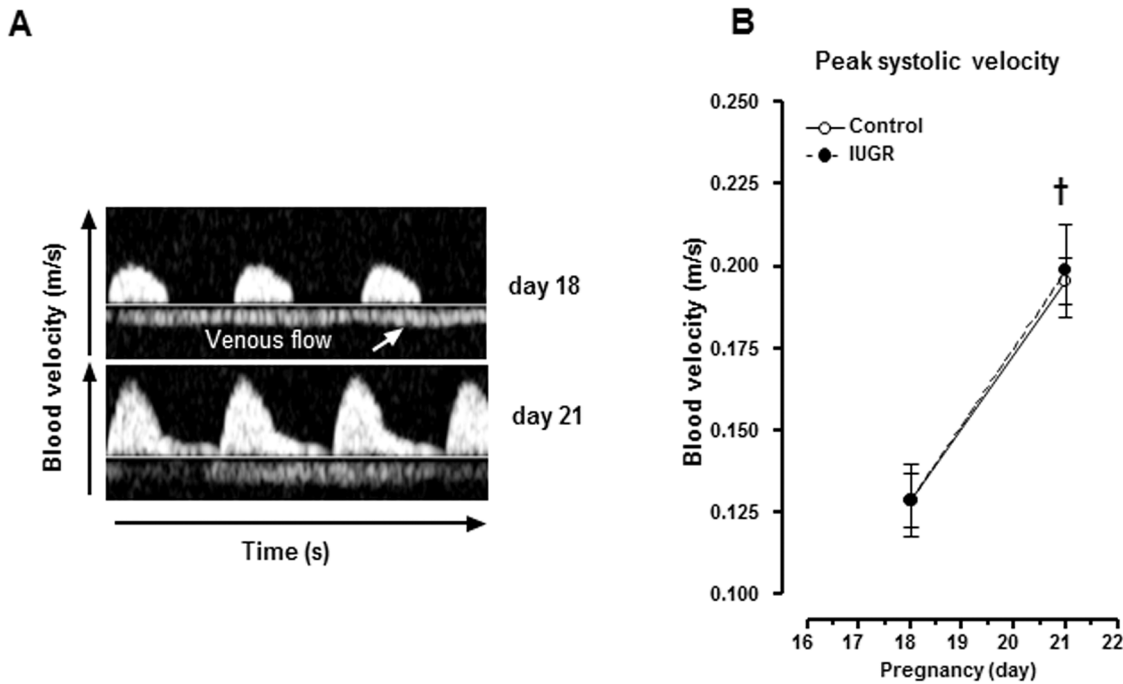 A
Blood velocity (m/s)
day 18
Venous flow
Blood velocity (m/s)
day 21
Time (s)
B
Peak systolic velocity
Control
IUGR
†
Blood velocity (m/s)
0.250
0.225
0.200
0.175
0.150
0.125
0.100
16 17 18 19 20 21 22
Pregnancy (day)